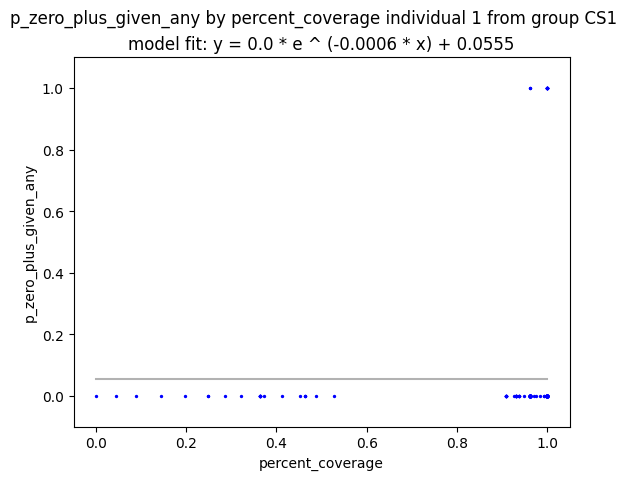 p_zero_plus_given_any by percent_coverage individual 1 from group CS1
model fit: y = 0.0 * e ^ (-0.0006 * x) + 0.0555
1.0
0.8
0.6
0.4
0.2
0.0
p_zero_plus_given_any
0.0 0.2 0.4 0.6 0.8 1.0
percent_coverage